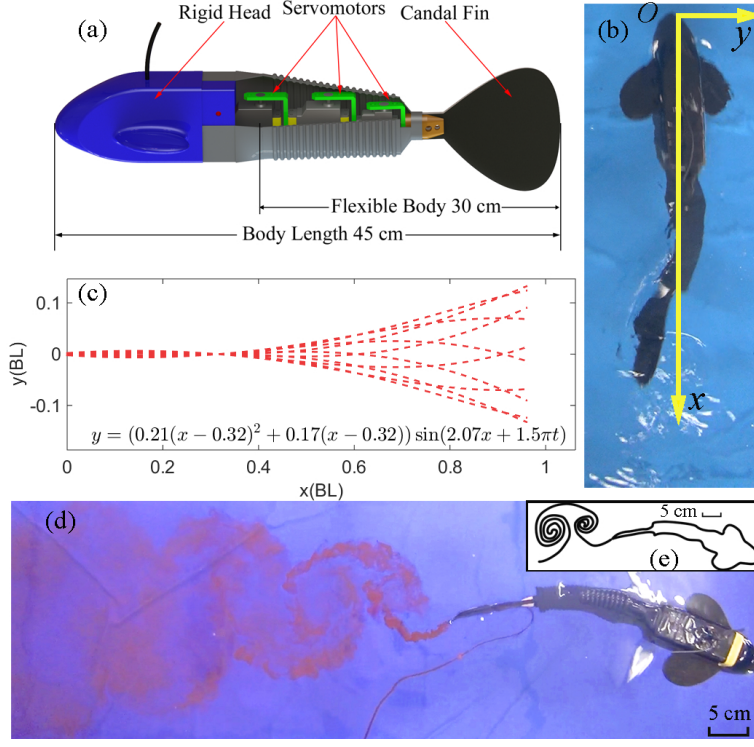 (a)
Rigid Head
Servomotors
Candal Fin
Flexible Body 30 cm
Body Length 45 cm
(b)
O
y
x
(c)
0.1
0
-0.1
y(BL)
y = (0.21(x − 0.32)² + 0.17(x − 0.32)) sin(2.07x + 1.5πt)
0 0.2 0.4 0.6 0.8 1
x(BL)
(d)
5 cm
(e)
5 cm